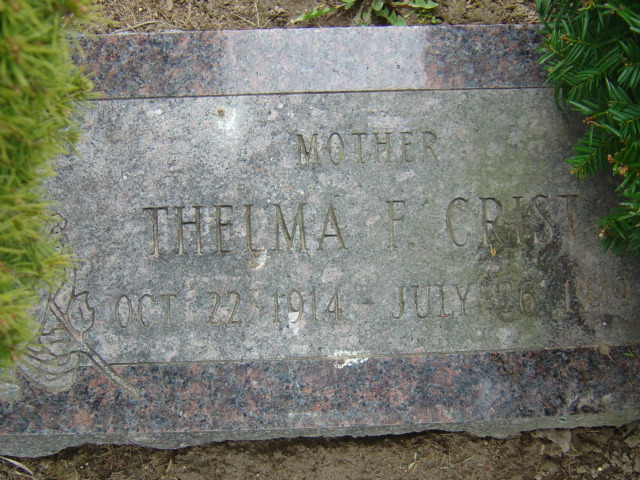 MOTHER
THELMA F. CRIST
OCT 22 1914 - JULY 26